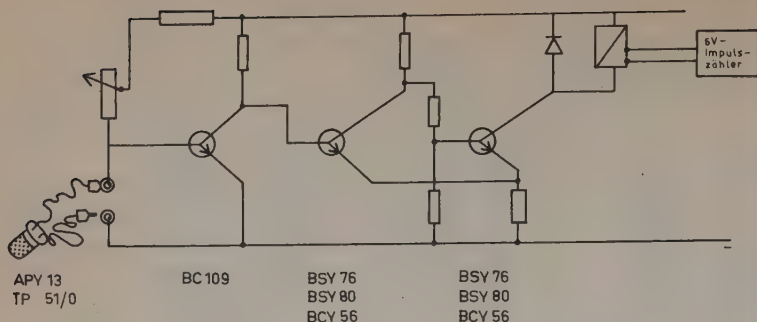 6V-
Impuls-
zähler
APY 13
TP 51/0
BC 109
BSY 76
BSY 80
BCY 56
BSY 76
BSY 80
BCY 56
-